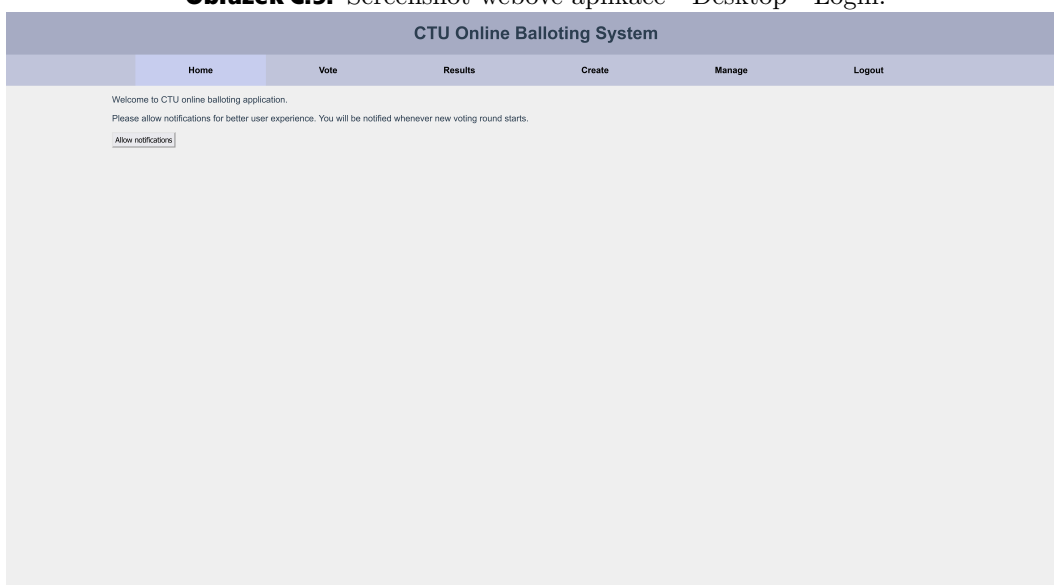 Obrázek C.5. Screenshot webové aplikace - Desktop - Login.
CTU Online Balloting System
Home Vote Results Create Manage Logout
Welcome to CTU online balloting application.
Please allow notifications for better user experience. You will be notified whenever new voting round starts.
Allow notifications